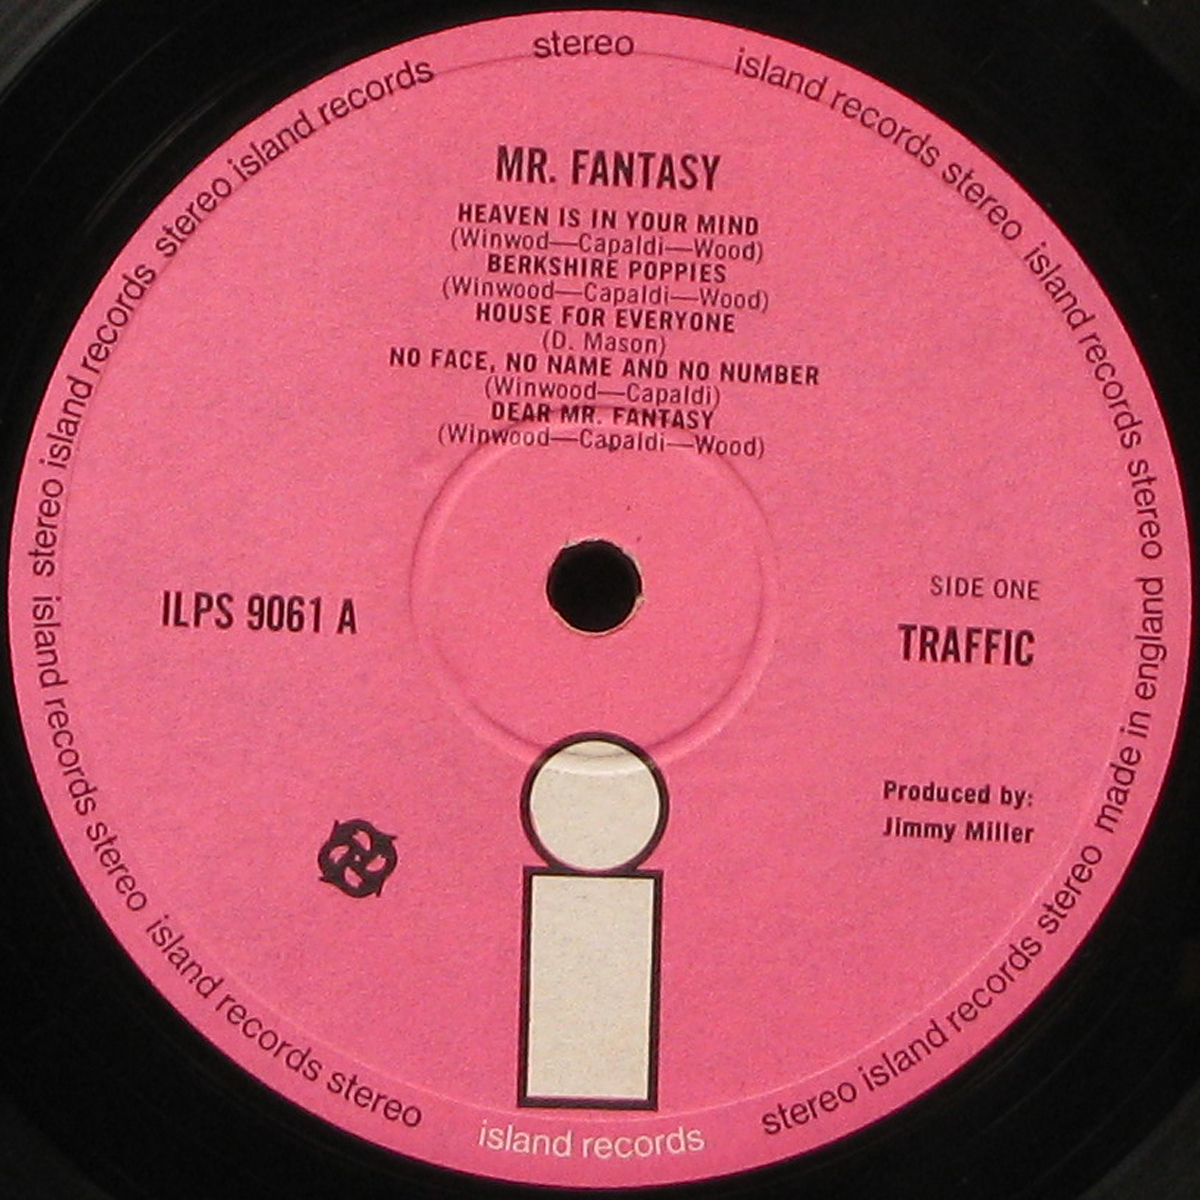 stereo
island records stereo island records stereo made in england
stereo island records stereo
island records
island records stereo
island records stereo island records stereo island records
MR. FANTASY
HEAVEN IS IN YOUR MIND
(Winwod—Capaldi—Wood)
BERKSHIRE POPPIES
(Winwood—Capaldi—Wood)
HOUSE FOR EVERYONE
(D. Mason)
NO FACE, NO NAME AND NO NUMBER
(Winwood—Capaldi)
DEAR MR. FANTASY
(Winwood—Capaldi—Wood)
ILPS 9061 A
SIDE ONE
TRAFFIC
Produced by:
Jimmy Miller